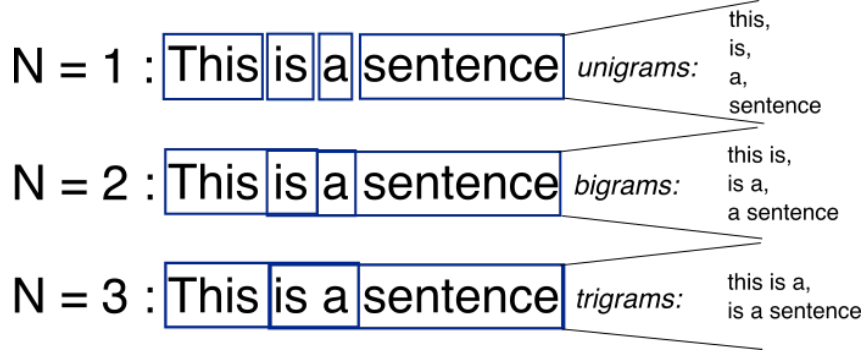 N = 1 : This is a sentence unigrams:
this,
is,
a,
sentence
N = 2 : This is a sentence bigrams:
this is,
is a,
a sentence
N = 3 : This is a sentence trigrams:
this is a,
is a sentence